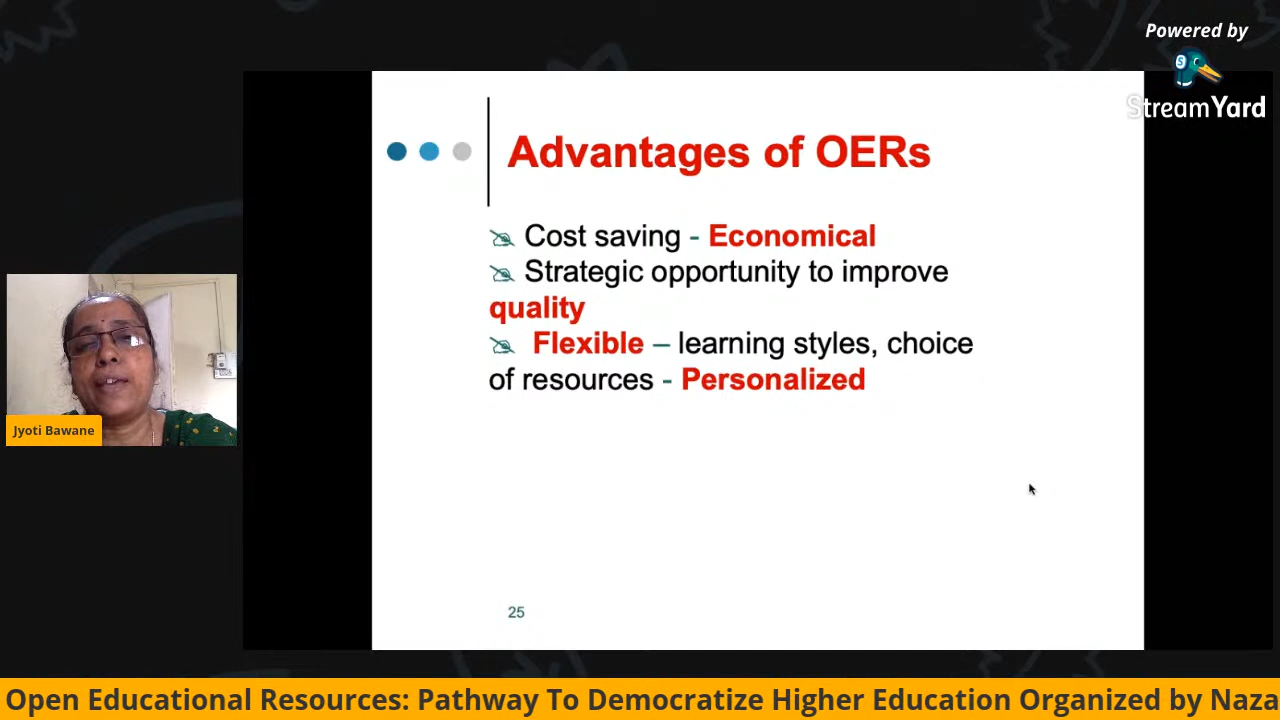 Powered by
StreamYard
Advantages of OERs
Cost saving - Economical
Strategic opportunity to improve
quality
Flexible – learning styles, choice
of resources - Personalized
25
Jyoti Bawane
Open Educational Resources: Pathway To Democratize Higher Education Organized by Naza